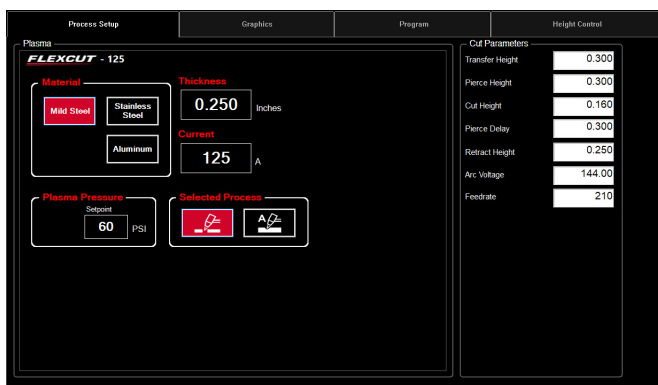 Process Setup Graphics Program Height Control
Plasma
FLEXCUT - 125
Material
Mild Steel
Stainless
Steel
Aluminum
Thickness
0.250 Inches
Current
125 A
Plasma Pressure
Setpoint
60 PSI
Selected Process
A
Cut Parameters
Transfer Height 0.300
Pierce Height 0.300
Cut Height 0.160
Pierce Delay 0.300
Retract Height 0.250
Arc Voltage 144.00
Feedrate 210